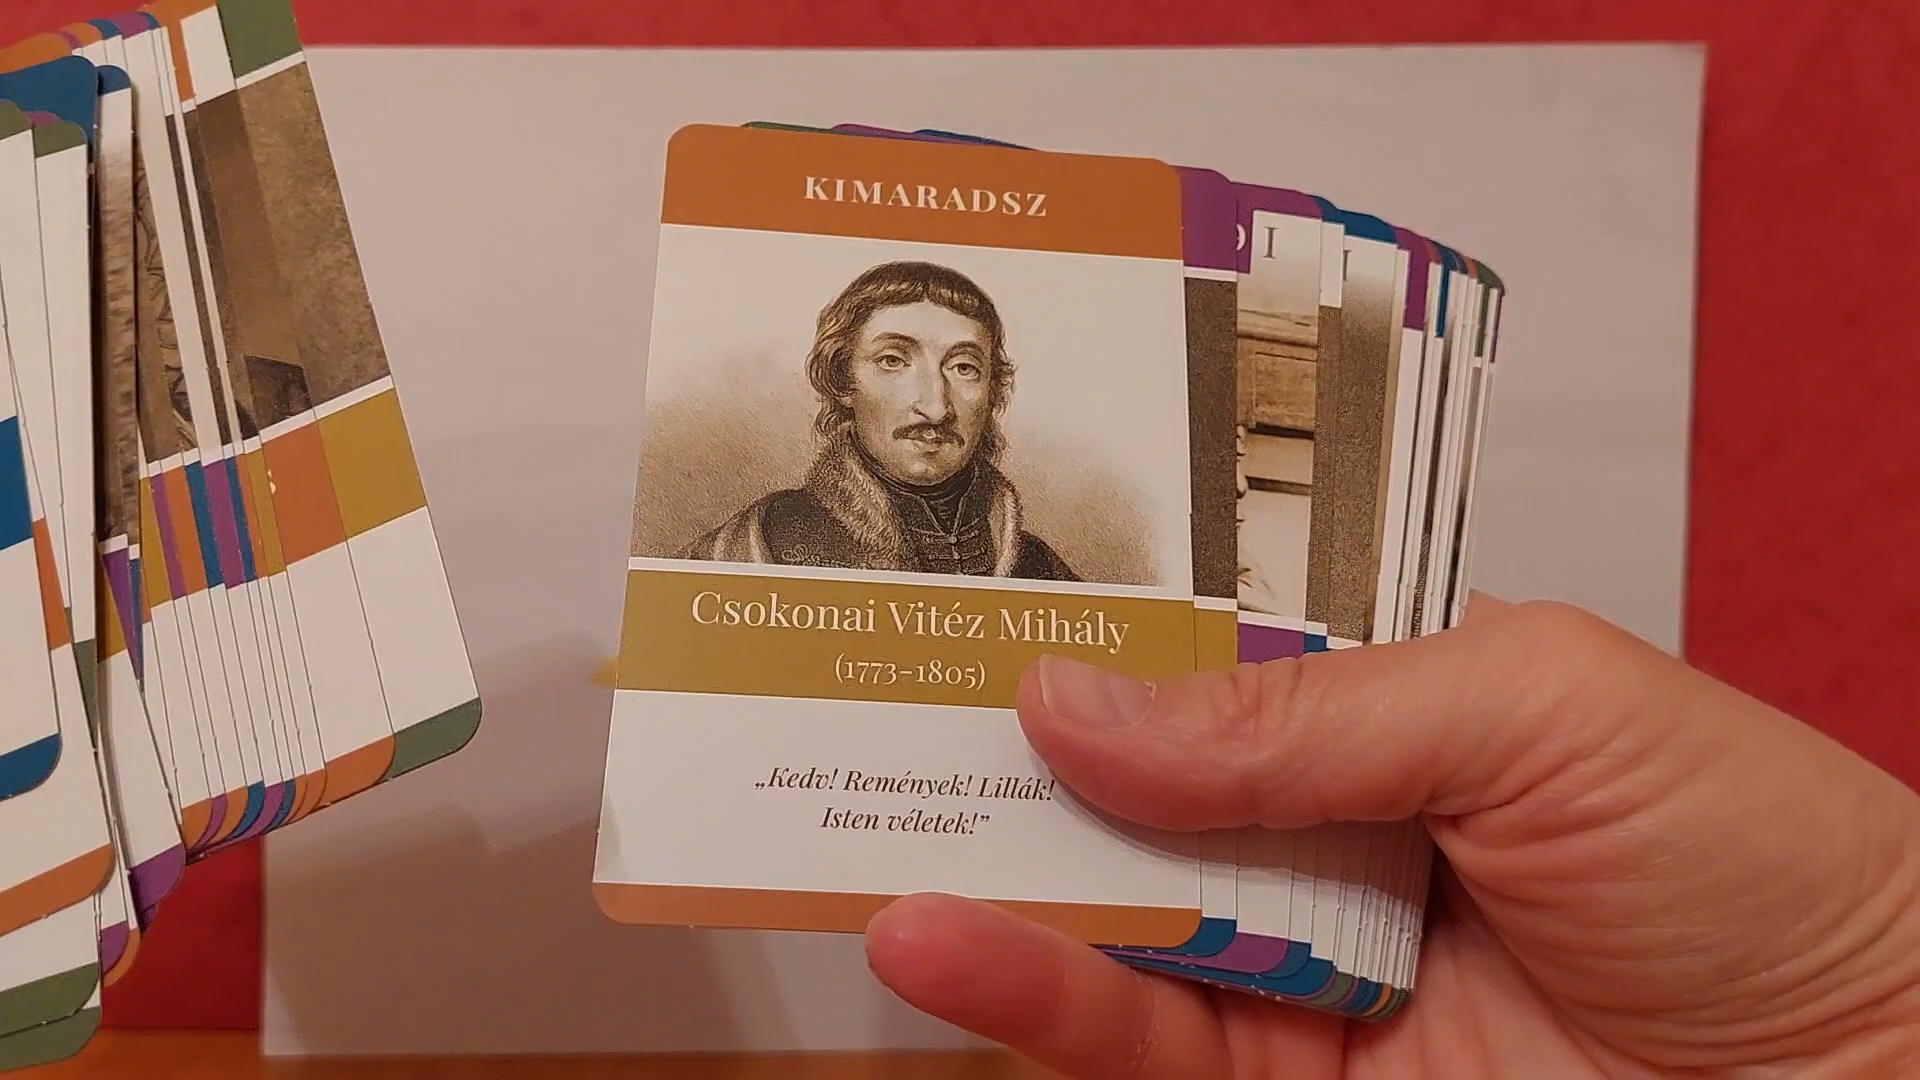 KIMARADSZ
I
I
Csokonai Vitéz Mihály
(1773-1805)
„Kedv! Remények! Lillák!
Isten véletek!”